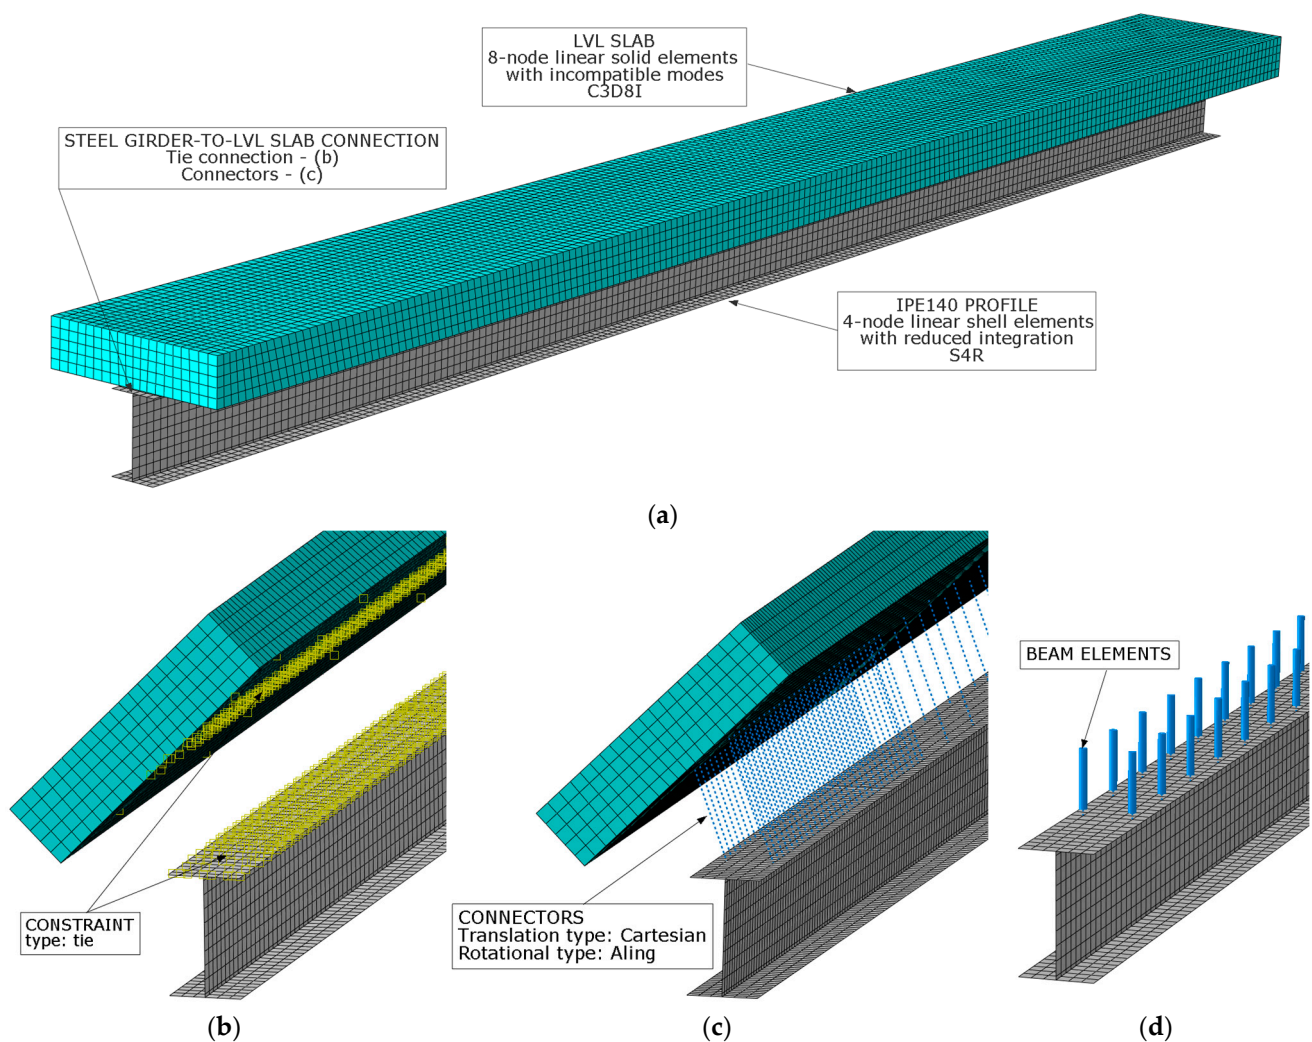 LVL SLAB
8-node linear solid elements
with incompatible modes
C3D8I
STEEL GIRDER-TO-LVL SLAB CONNECTION
Tie connection - (b)
Connectors - (c)
IPE140 PROFILE
4-node linear shell elements
with reduced integration
S4R
(a)
CONSTRAINT
type: tie
(b)
CONNECTORS
Translation type: Cartesian
Rotational type: Aling
(c)
BEAM ELEMENTS
(d)